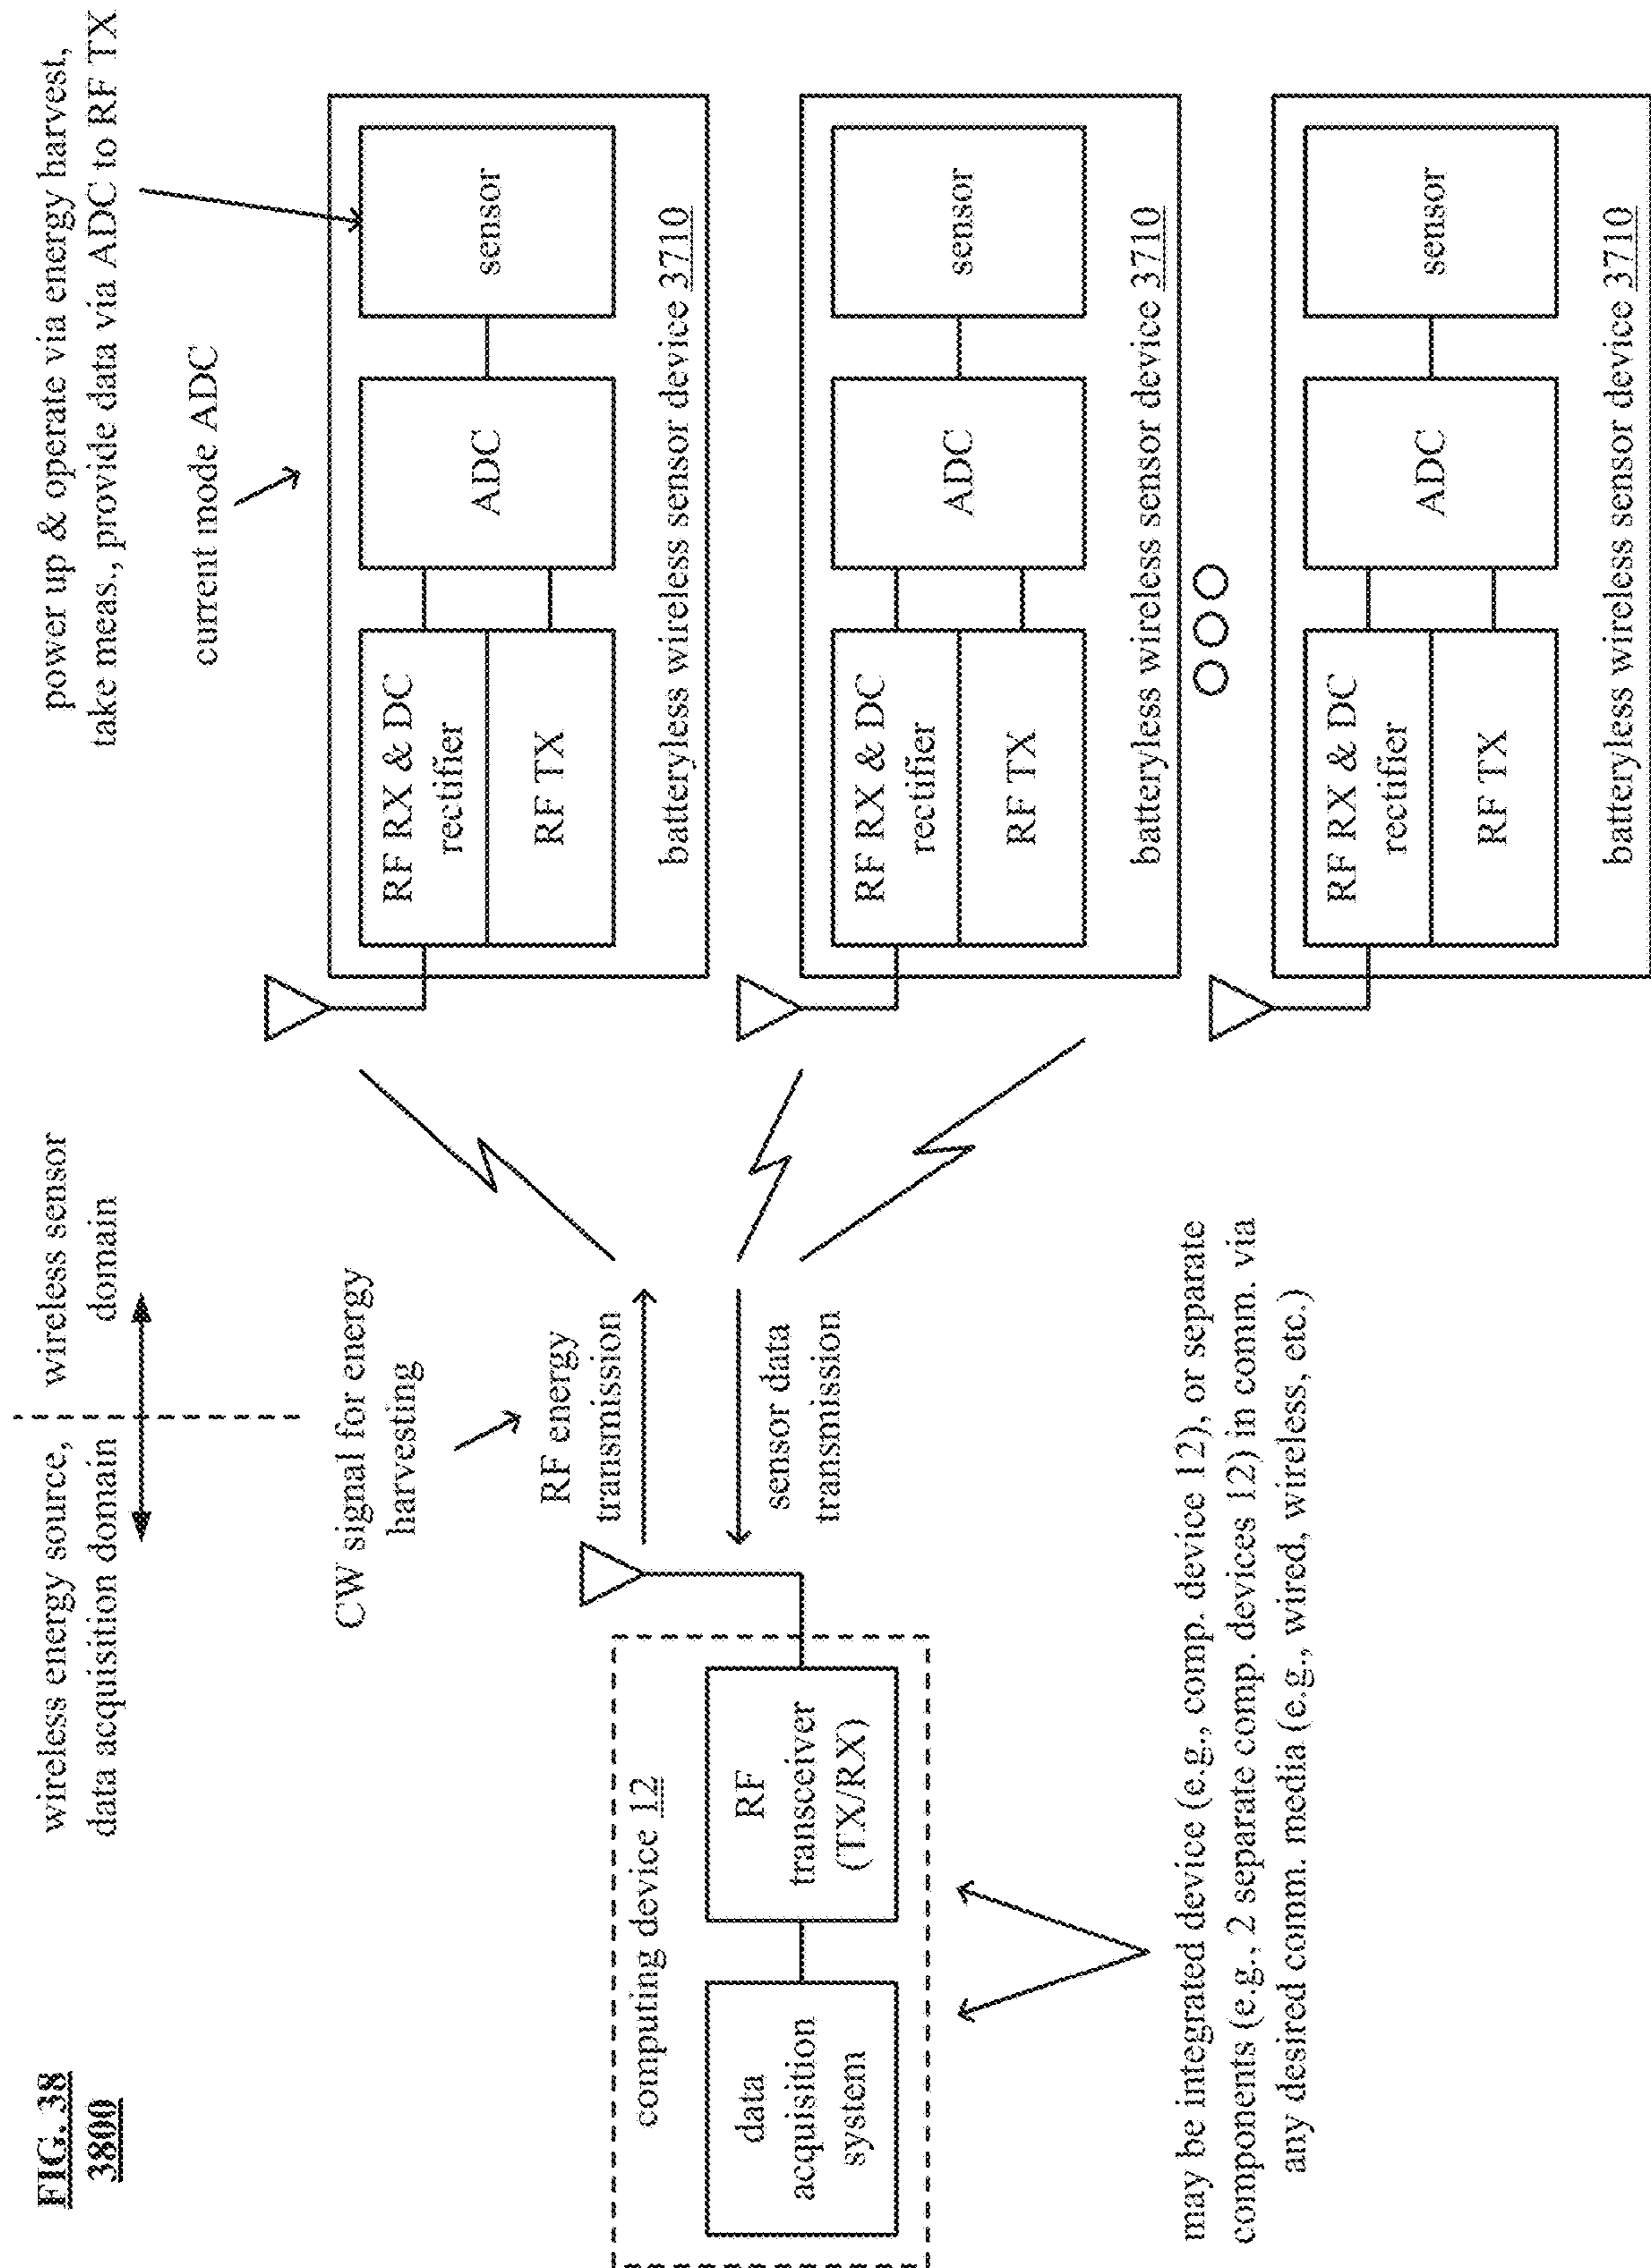 FIG. 38
3800
wireless energy source,
data acquisition domain
wireless sensor
domain
power up & operate via energy harvest,
take meas., provide data via ADC to RF TX
current mode ADC
CW signal for energy
harvesting
RF energy
transmission
sensor data
transmission
computing device 12
data
acquisition
system
RF
transceiver
(TX/RX)
may be integrated device (e.g., comp. device 12), or separate
components (e.g., 2 separate comp. devices 12) in comm. via
any desired comm. media (e.g., wired, wireless, etc.)
RF RX & DC
rectifier
RF TX
ADC
sensor
batteryless wireless sensor device 3710
RF RX & DC
rectifier
RF TX
ADC
sensor
batteryless wireless sensor device 3710
RF RX & DC
rectifier
RF TX
ADC
sensor
batteryless wireless sensor device 3710